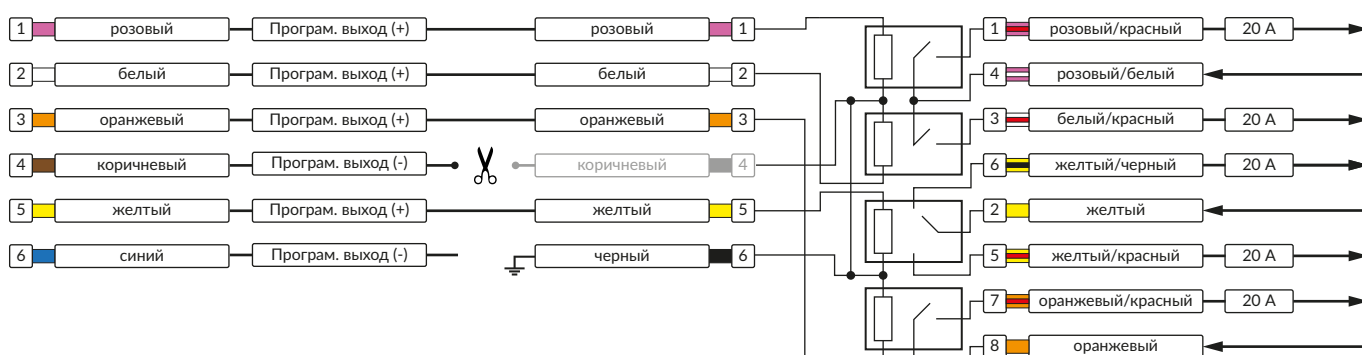 1 розовый Програм. выход (+) розовый 1 1 розовый/красный 20 А
2 белый Програм. выход (+) белый 2 4 розовый/белый
3 оранжевый Програм. выход (+) оранжевый 3 3 белый/красный 20 А
4 коричневый Програм. выход (-) коричневый 4 6 желтый/черный 20 А
5 желтый Програм. выход (+) желтый 5 2 желтый
6 синий Програм. выход (-) черный 6 5 желтый/красный 20 А
7 оранжевый/красный 20 А
8 оранжевый